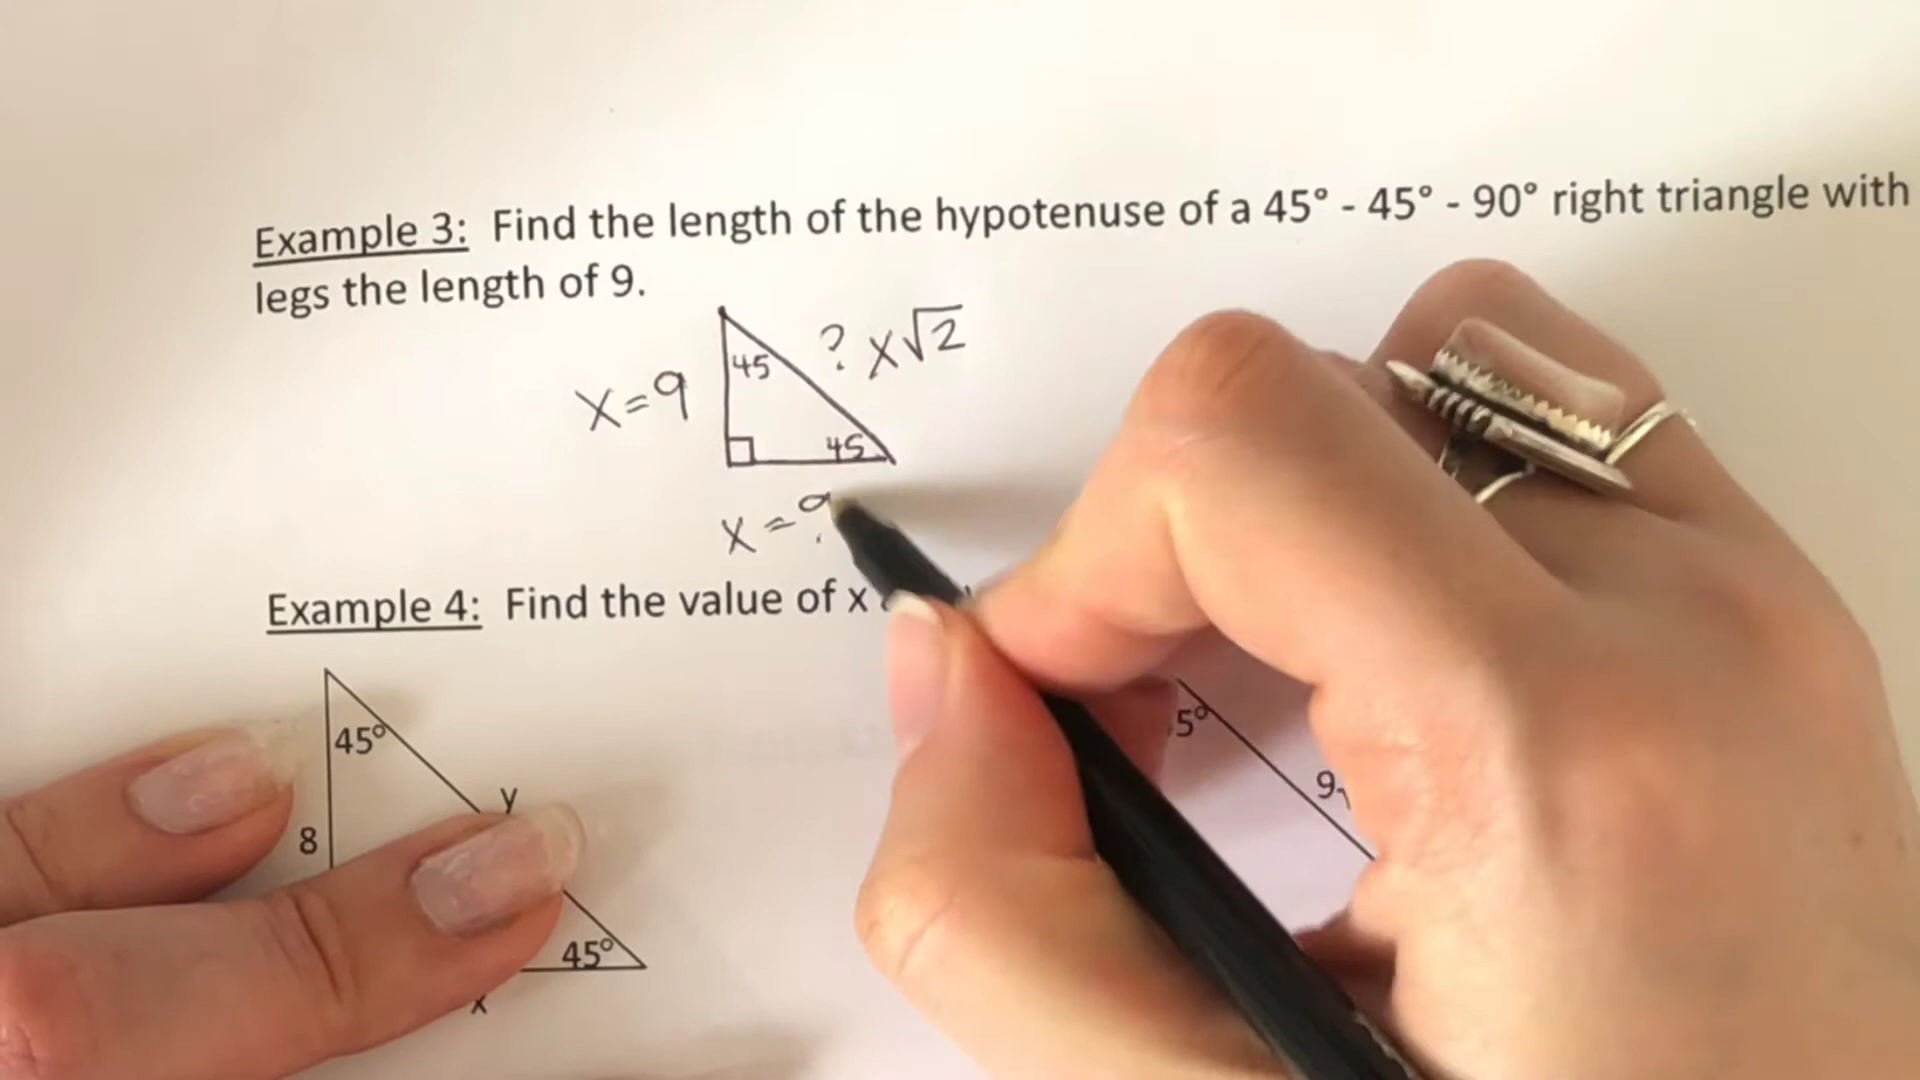 Example 3: Find the length of the hypotenuse of a 45° - 45° - 90° right triangle with
legs the length of 9.
45
? x√2
x=9
45
x=9
Example 4: Find the value of x
45°
5°
y
9
8
45°
x